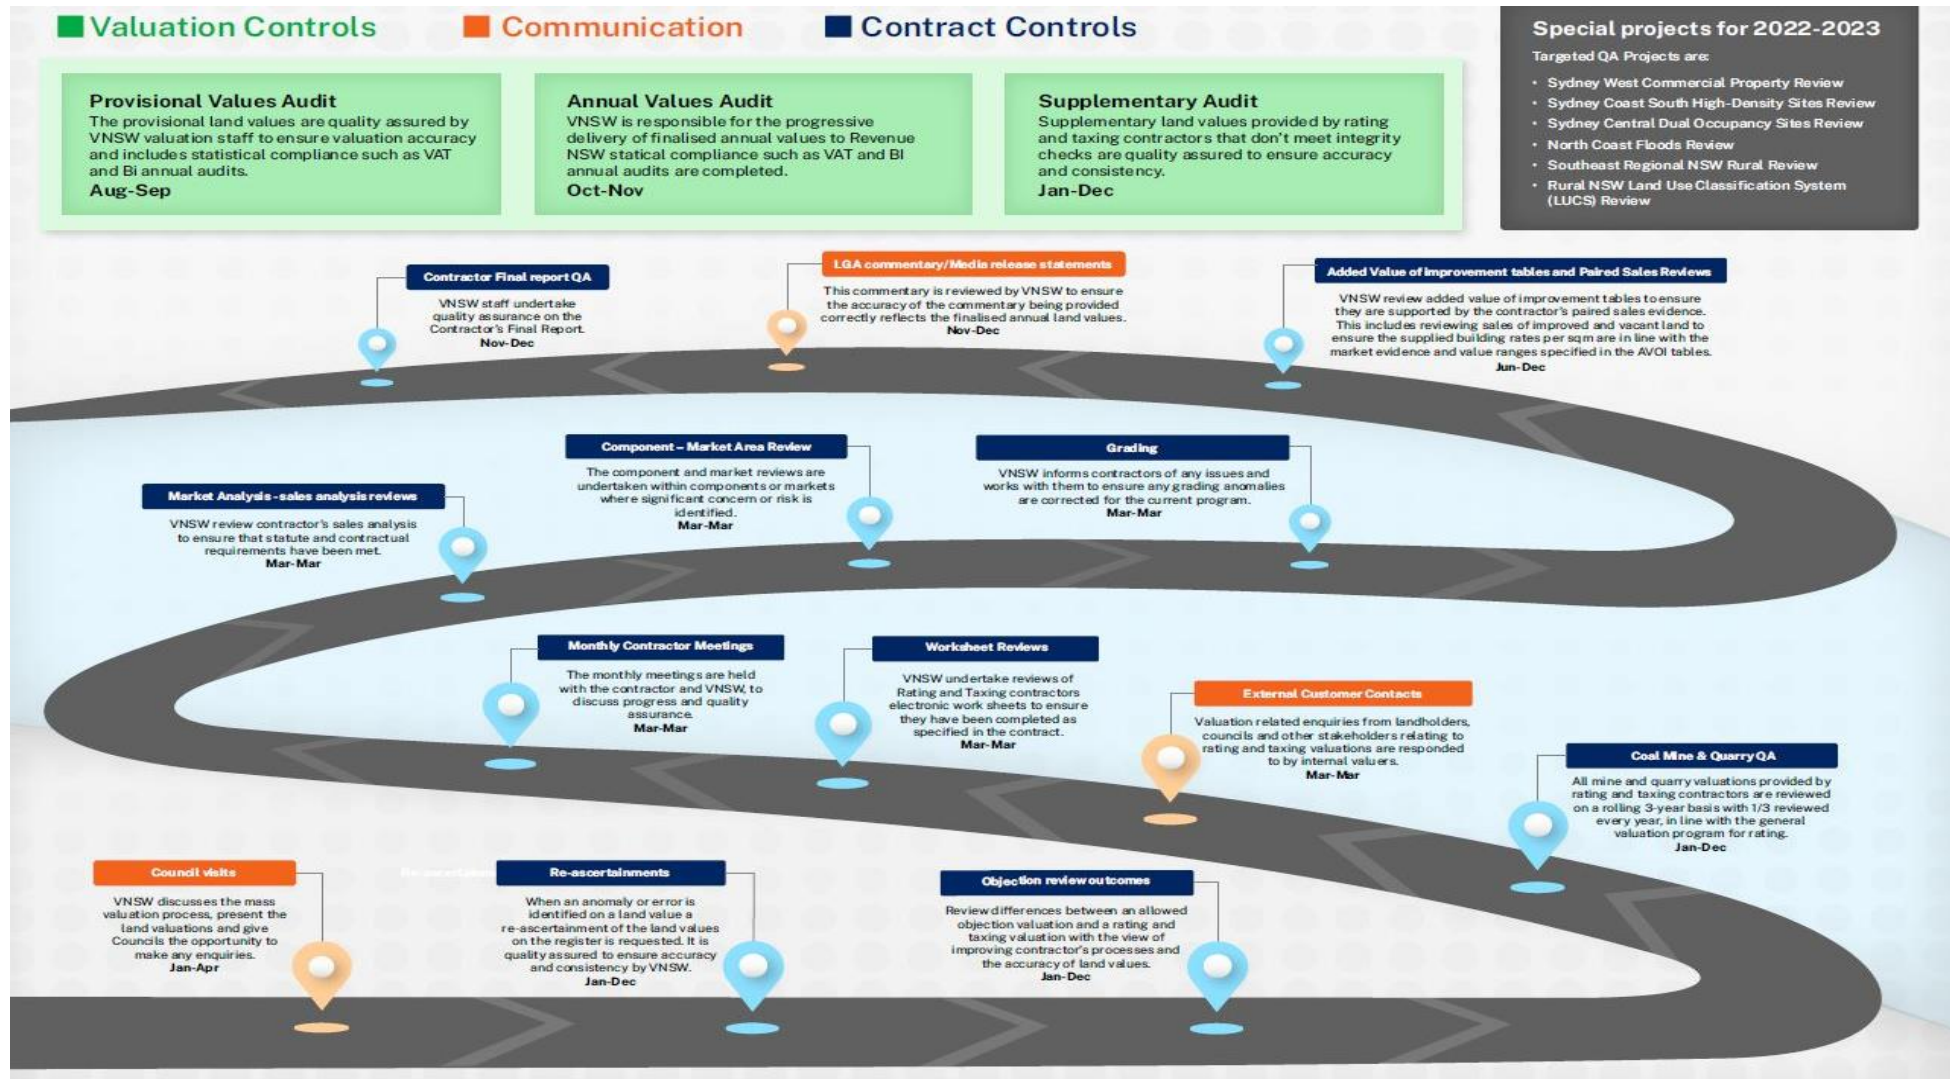 Valuation Controls
Communication
Contract Controls
Provisional Values Audit
The provisional land values are quality assured by
VNSW valuation staff to ensure valuation accuracy
and includes statistical compliance such as VAT
and Bi annual audits.
Aug-Sep
Annual Values Audit
VNSW is responsible for the progressive
delivery of finalised annual values to Revenue
NSW statical compliance such as VAT and BI
annual audits are completed.
Oct-Nov
Supplementary Audit
Supplementary land values provided by rating
and taxing contractors that don't meet integrity
checks are quality assured to ensure accuracy
and consistency.
Jan-Dec
Special projects for 2022-2023
Targeted QA Projects are:
• Sydney West Commercial Property Review
• Sydney Coast South High-Density Sites Review
• Sydney Central Dual Occupancy Sites Review
• North Coast Floods Review
• Southeast Regional NSW Rural Review
• Rural NSW Land Use Classification System
(LUCS) Review
Contractor Final report QA
VNSW staff undertake
quality assurance on the
Contractor's Final Report.
Nov-Dec
LGA commentary/Media release statements
This commentary is reviewed by VNSW to ensure
the accuracy of the commentary being provided
correctly reflects the finalised annual land values.
Nov-Dec
Added Value of improvement tables and Paired Sales Reviews
VNSW review added value of improvement tables to ensure
they are supported by the contractor's paired sales evidence.
This includes reviewing sales of improved and vacant land to
ensure the supplied building rates per sqm are in line with the
market evidence and value ranges specified in the AVOI tables.
Jun-Dec
Market Analysis - sales analysis reviews
VNSW review contractor's sales analysis
to ensure that statute and contractual
requirements have been met.
Mar-Mar
Component – Market Area Review
The component and market reviews are
undertaken within components or markets
where significant concern or risk is
identified.
Mar-Mar
Grading
VNSW informs contractors of any issues and
works with them to ensure any grading anomalies
are corrected for the current program.
Mar-Mar
Monthly Contractor Meetings
The monthly meetings are held
with the contractor and VNSW, to
discuss progress and quality
assurance.
Mar-Mar
Worksheet Reviews
VNSW undertake reviews of
Rating and Taxing contractors
electronic work sheets to ensure
they have been completed as
specified in the contract.
Mar-Mar
External Customer Contacts
Valuation related enquiries from landholders,
councils and other stakeholders relating to
rating and taxing valuations are responded
to by internal valuers.
Mar-Mar
Coal Mine & Quarry QA
All mine and quarry valuations provided by
rating and taxing contractors are reviewed
on a rolling 3-year basis with 1/3 reviewed
every year, in line with the general
valuation program for rating.
Jan-Dec
Council visits
VNSW discusses the mass
valuation process, present the
land valuations and give
Councils the opportunity to
make any enquiries.
Jan-Apr
Re-ascertainments
When an anomaly or error is
identified on a land value a
re-ascertainment of the land values
on the register is requested. It is
quality assured to ensure accuracy
and consistency by VNSW.
Jan-Dec
Objection review outcomes
Review differences between an allowed
objection valuation and a rating and
taxing valuation with the view of
improving contractor's processes and
the accuracy of land values.
Jan-Dec